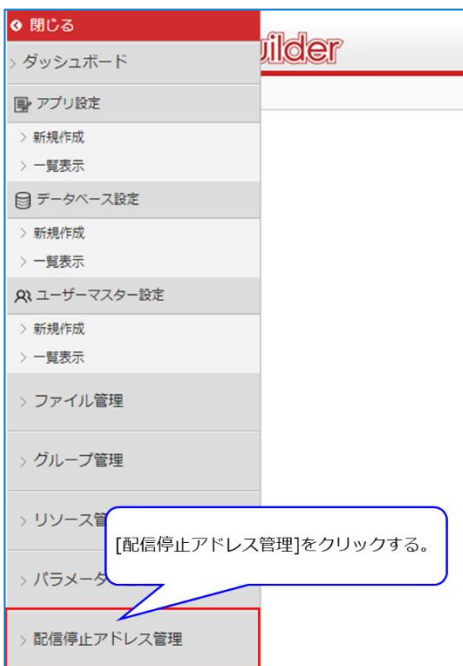 閉じる
uilder
ダッシュボード
アプリ設定
新規作成
一覧表示
データベース設定
新規作成
一覧表示
ユーザーマスター設定
新規作成
一覧表示
ファイル管理
グループ管理
リソース管
[配信停止アドレス管理]をクリックする。
パラメータ
配信停止アドレス管理